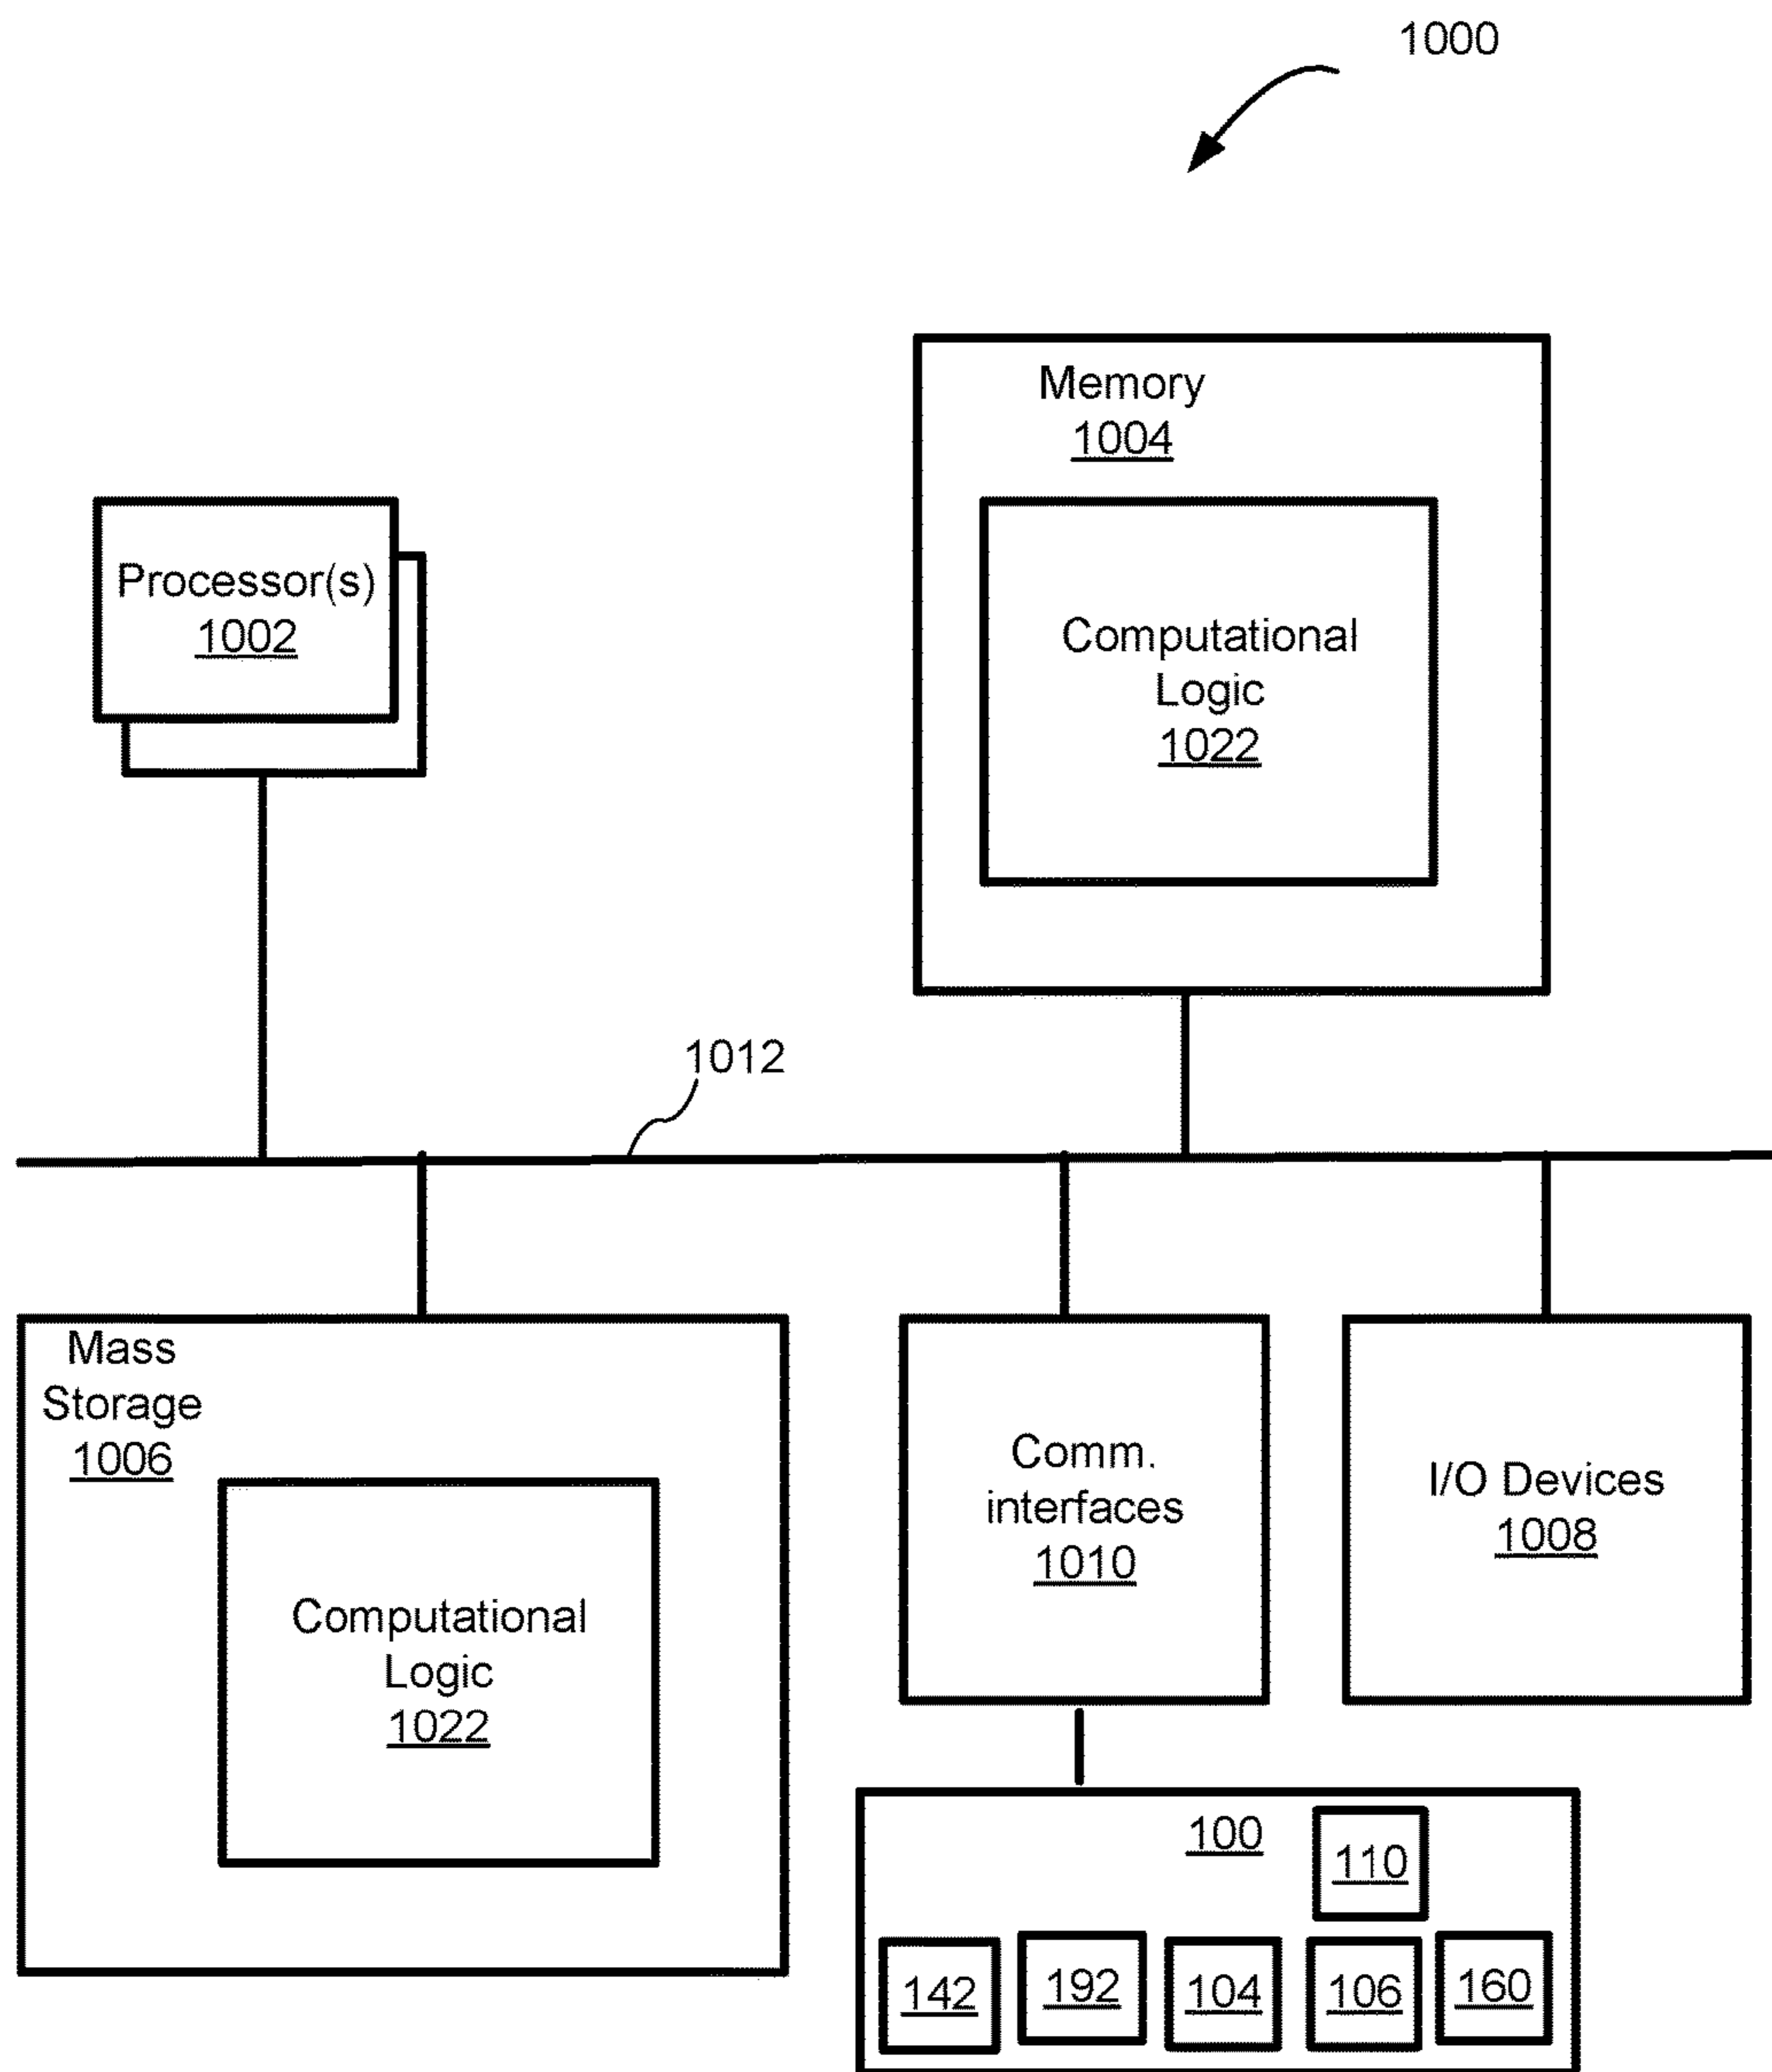 1000
Memory
1004
Processor(s)
1002
Computational
Logic
1022
1012
Mass
Storage
1006
Comm.
interfaces
1010
I/O Devices
1008
Computational
Logic
1022
100
110
142
192
104
106
160